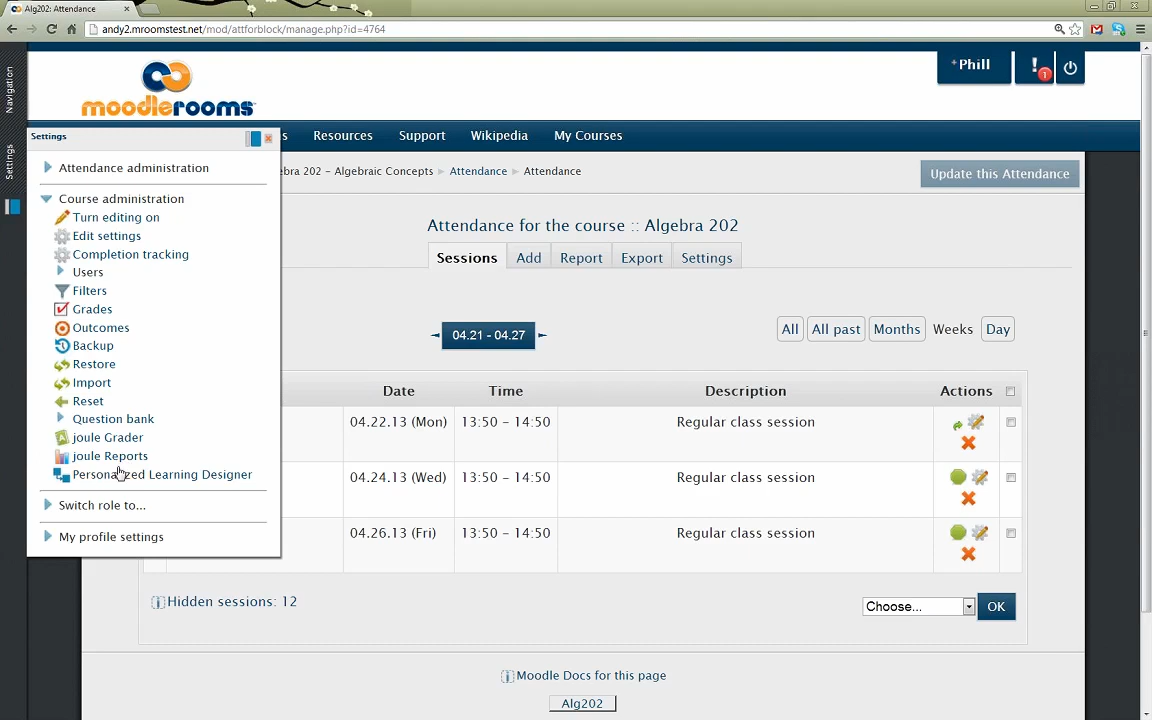 Alg202: Attendance
andy2.mroomstest.net/mod/attforblock/manage.php?id=4764
Navigation
Settings
moodlerooms
Phill
! 1
Resources
Support
Wikipedia
My Courses
Settings
Attendance administration
Course administration
Turn editing on
Edit settings
Completion tracking
Users
Filters
Grades
Outcomes
Backup
Restore
Import
Reset
Question bank
joule Grader
joule Reports
Personalized Learning Designer
Switch role to...
My profile settings
202 - Algebraic Concepts ► Attendance ► Attendance
Update this Attendance
Attendance for the course :: Algebra 202
Sessions
Add
Report
Export
Settings
◄ 04.21 - 04.27 ►
All
All past
Months
Weeks
Day
Date Time Description Actions
04.22.13 (Mon) 13:50 - 14:50 Regular class session
04.24.13 (Wed) 13:50 - 14:50 Regular class session
04.26.13 (Fri) 13:50 - 14:50 Regular class session
Hidden sessions: 12
Choose...
OK
Moodle Docs for this page
Alg202